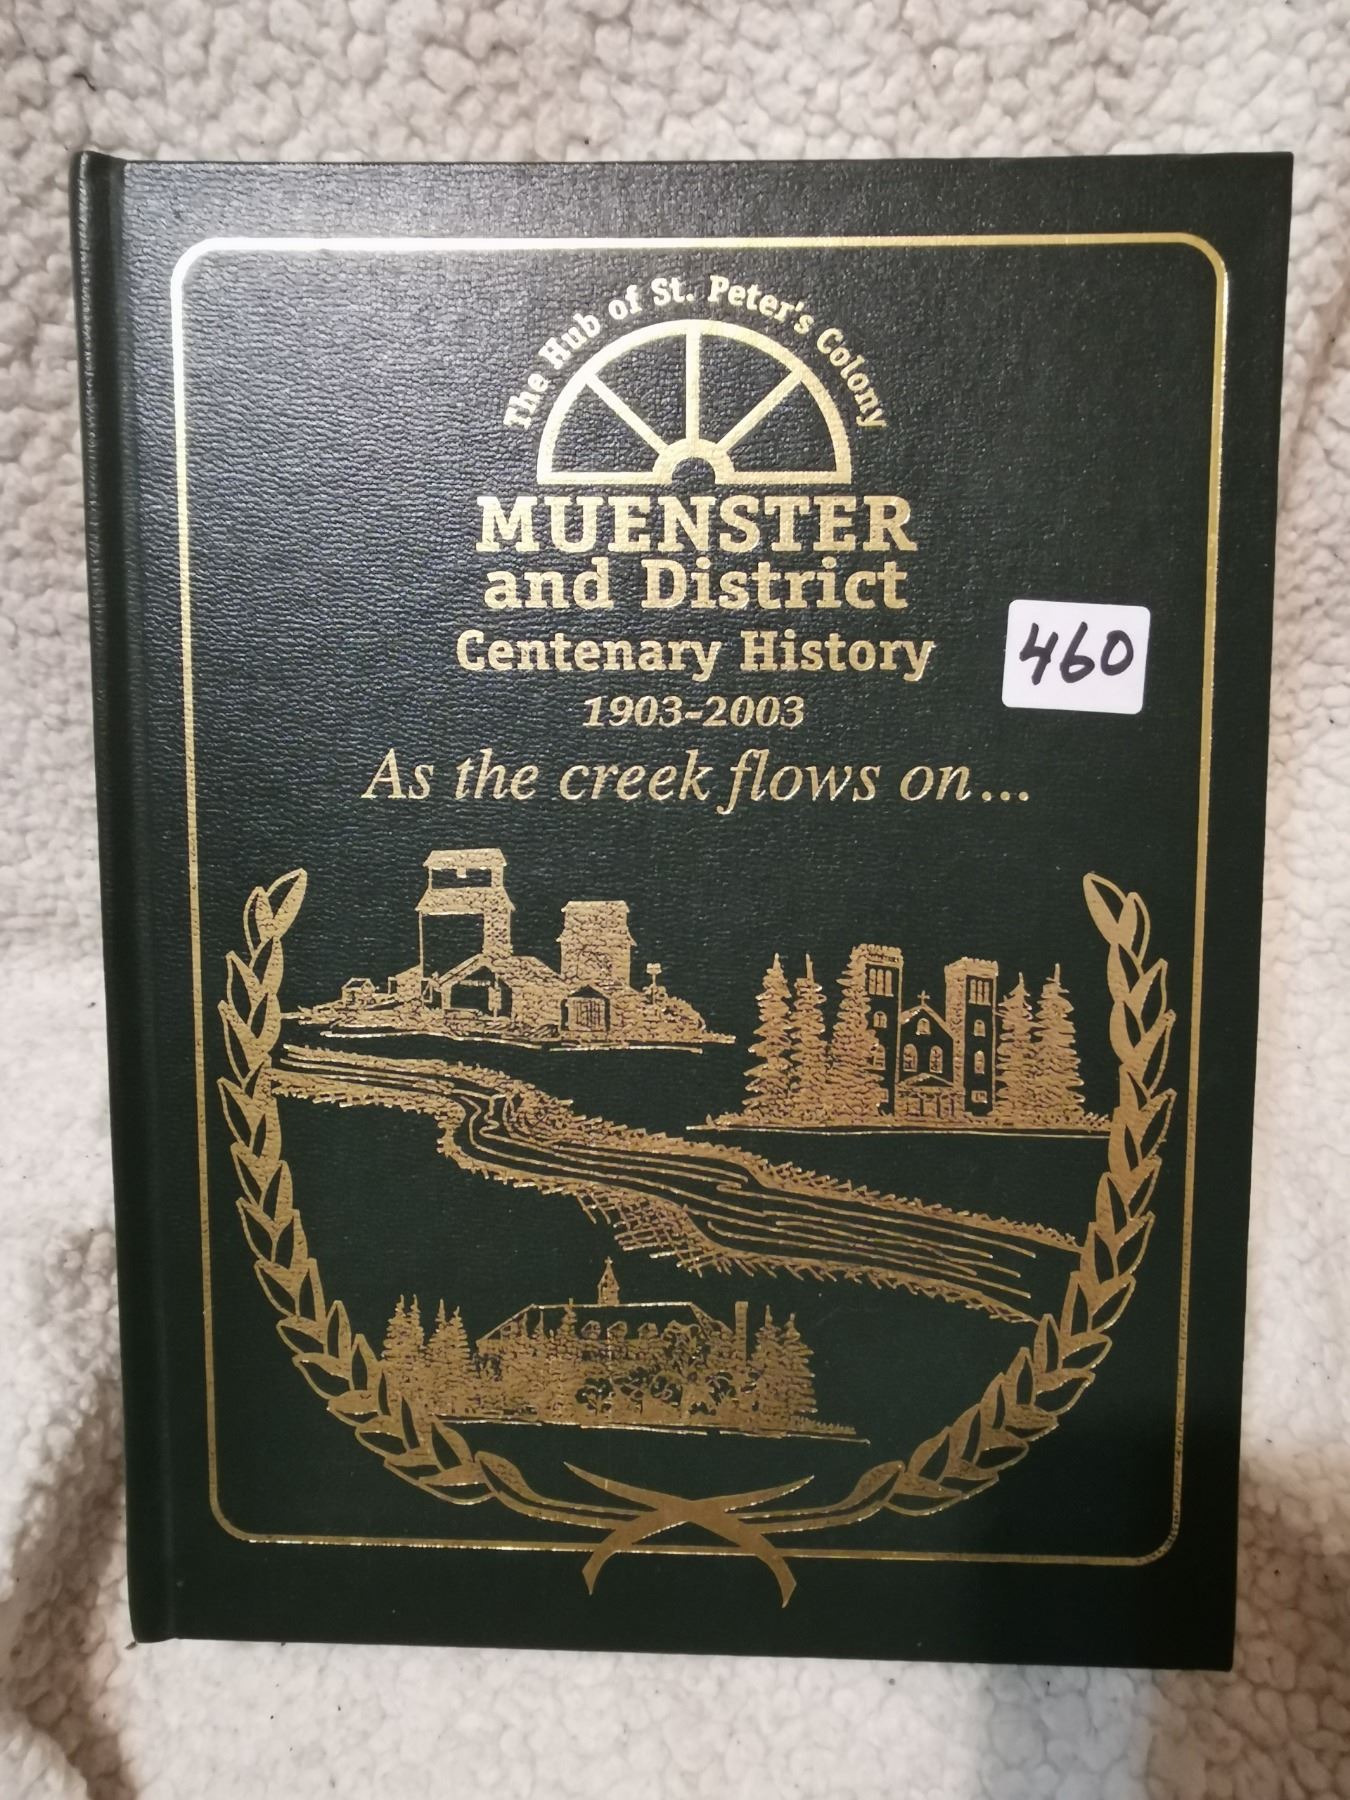 The Hub of St. Peter's Colony
MUENSTER
and District
Centenary History
460
1903-2003
As the creek flows on...